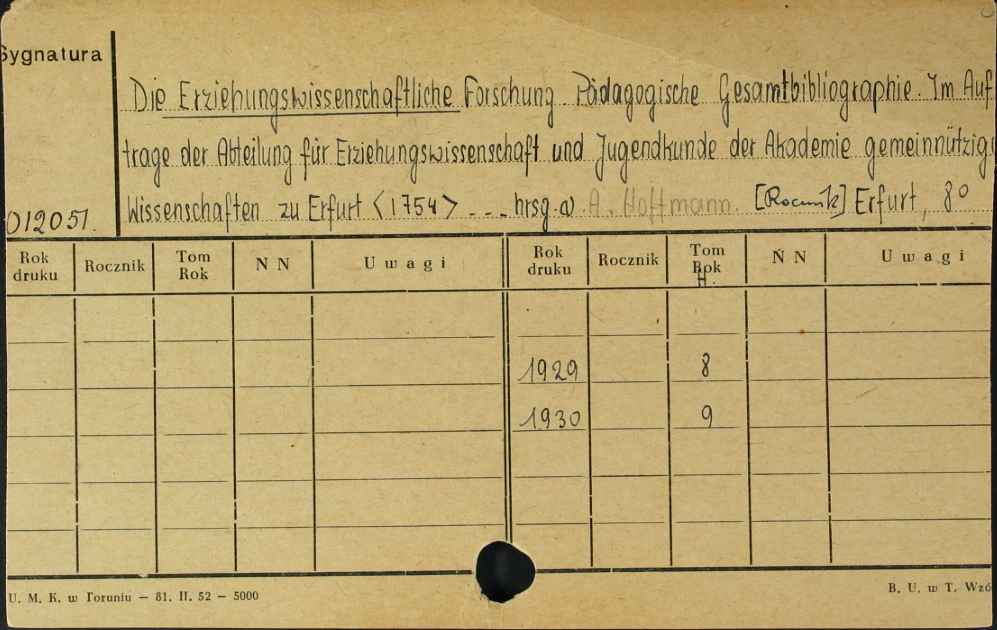 Sygnatura
Die Erziehungswissenschaftliche Forschung Pädagogische Gesamtbibliographie. Im Auf
trage der Abteilung für Erziehungswissenschaft und Jugendkunde der Akademie gemeinnützig
Wissenschaften zu Erfurt <1754> ... hrsg. a) A. Hoffmann. [Rocznik] Erfurt, 8°
012051.
Rok druku Rocznik Tom Rok N N Uwagi Rok druku Rocznik Tom Rok H. N N Uwagi
1929 8
1930 9
U. M. K. w Toruniu – 81. II. 52 – 5000 B. U. w T. Wzó